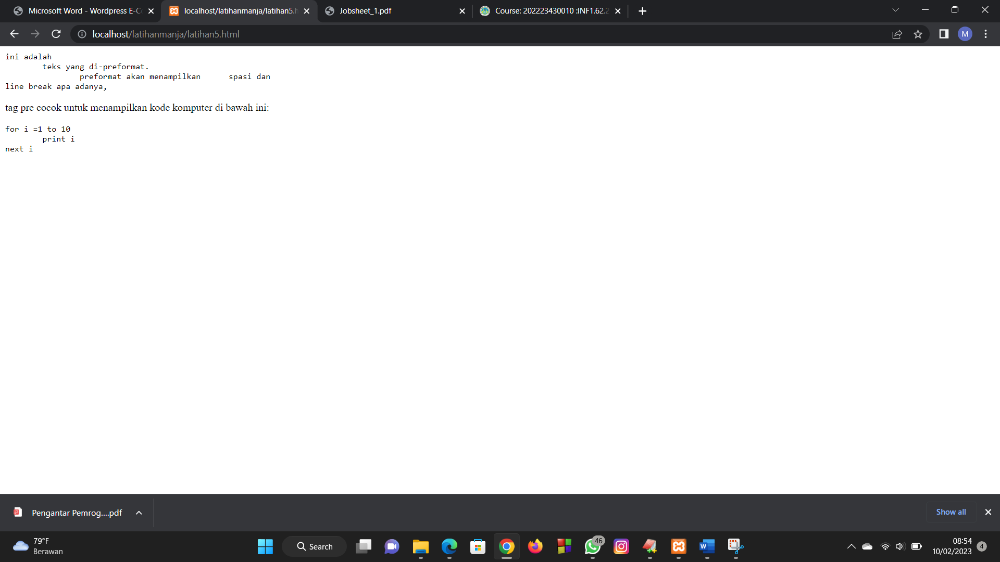 Microsoft Word - Wordpress E-C
localhost/latihanmanja/latihan5.h
Jobsheet_1.pdf
Course: 202223430010 :INF1.62.2
localhost/latihanmanja/latihan5.html
M
ini adalah
        teks yang di-preformat.
                preformat akan menampilkan      spasi dan
line break apa adanya,
tag pre cocok untuk menampilkan kode komputer di bawah ini:
for i =1 to 10
        print i
next i
Pengantar Pemrog....pdf
Show all
79°F
Berawan
Search
46
08:54
10/02/2023
4